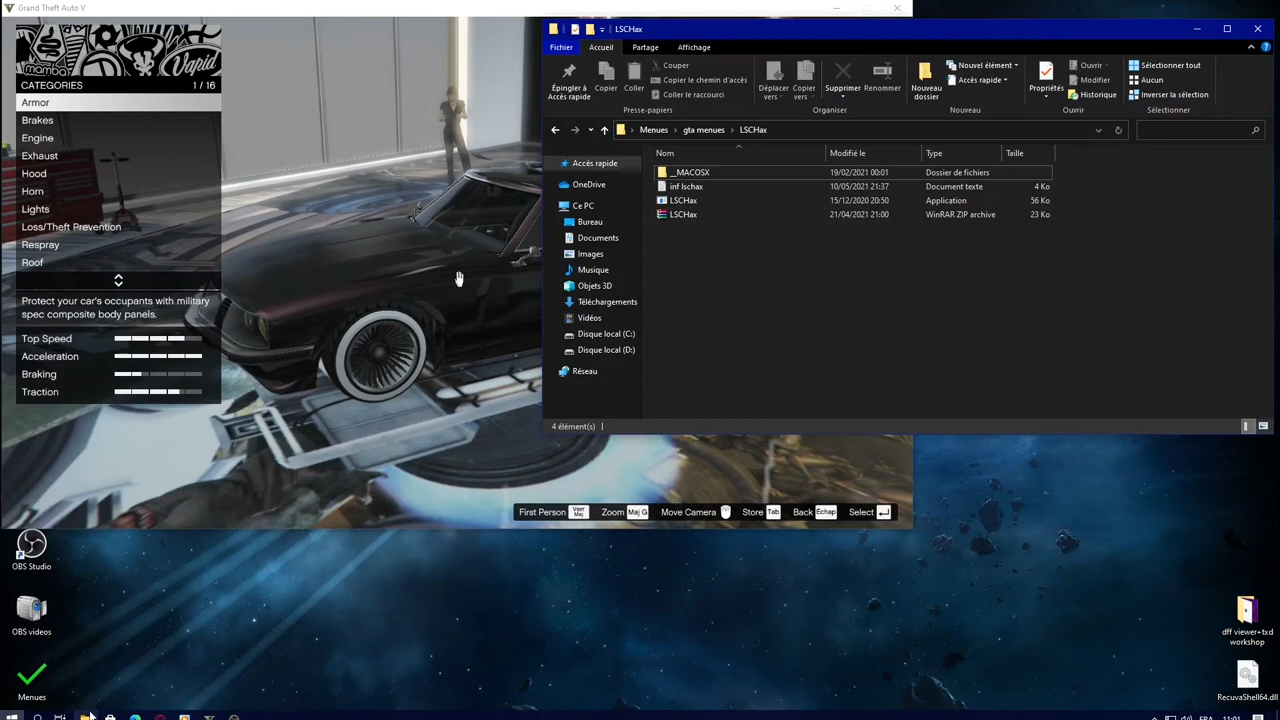 Grand Theft Auto V
mambo
Vapid
CATEGORIES 1 / 16
Armor
Brakes
Engine
Exhaust
Hood
Horn
Lights
Loss/Theft Prevention
Respray
Roof
Protect your car's occupants with military
spec composite body panels.
Top Speed
Acceleration
Braking
Traction
First Person Verr Maj Zoom Maj G Move Camera Store Tab Back Échap Select
LSCHax
Fichier Accueil Partage Affichage
Épingler à
Accès rapide
Copier
Coller
Couper
Copier le chemin d'accès
Coller le raccourci
Presse-papiers
Déplacer
vers
Copier
vers
Supprimer
Renommer
Organiser
Nouveau
dossier
Nouvel élément
Accès rapide
Nouveau
Propriétés
Ouvrir
Modifier
Historique
Ouvrir
Sélectionner tout
Aucun
Inverser la sélection
Sélectionner
Menues > gta menues > LSCHax
Accès rapide
OneDrive
Ce PC
Bureau
Documents
Images
Musique
Objets 3D
Téléchargements
Vidéos
Disque local (C:)
Disque local (D:)
Réseau
Nom Modifié le Type Taille
__MACOSX 19/02/2021 00:01 Dossier de fichiers
inf lschax 10/05/2021 21:37 Document texte 4 Ko
LSCHax 15/12/2020 20:50 Application 56 Ko
LSCHax 21/04/2021 21:00 WinRAR ZIP archive 23 Ko
4 élément(s)
OBS Studio
OBS videos
Menues
dff viewer+txd
workshop
RecuvaShell64.dll
FRA 11:01